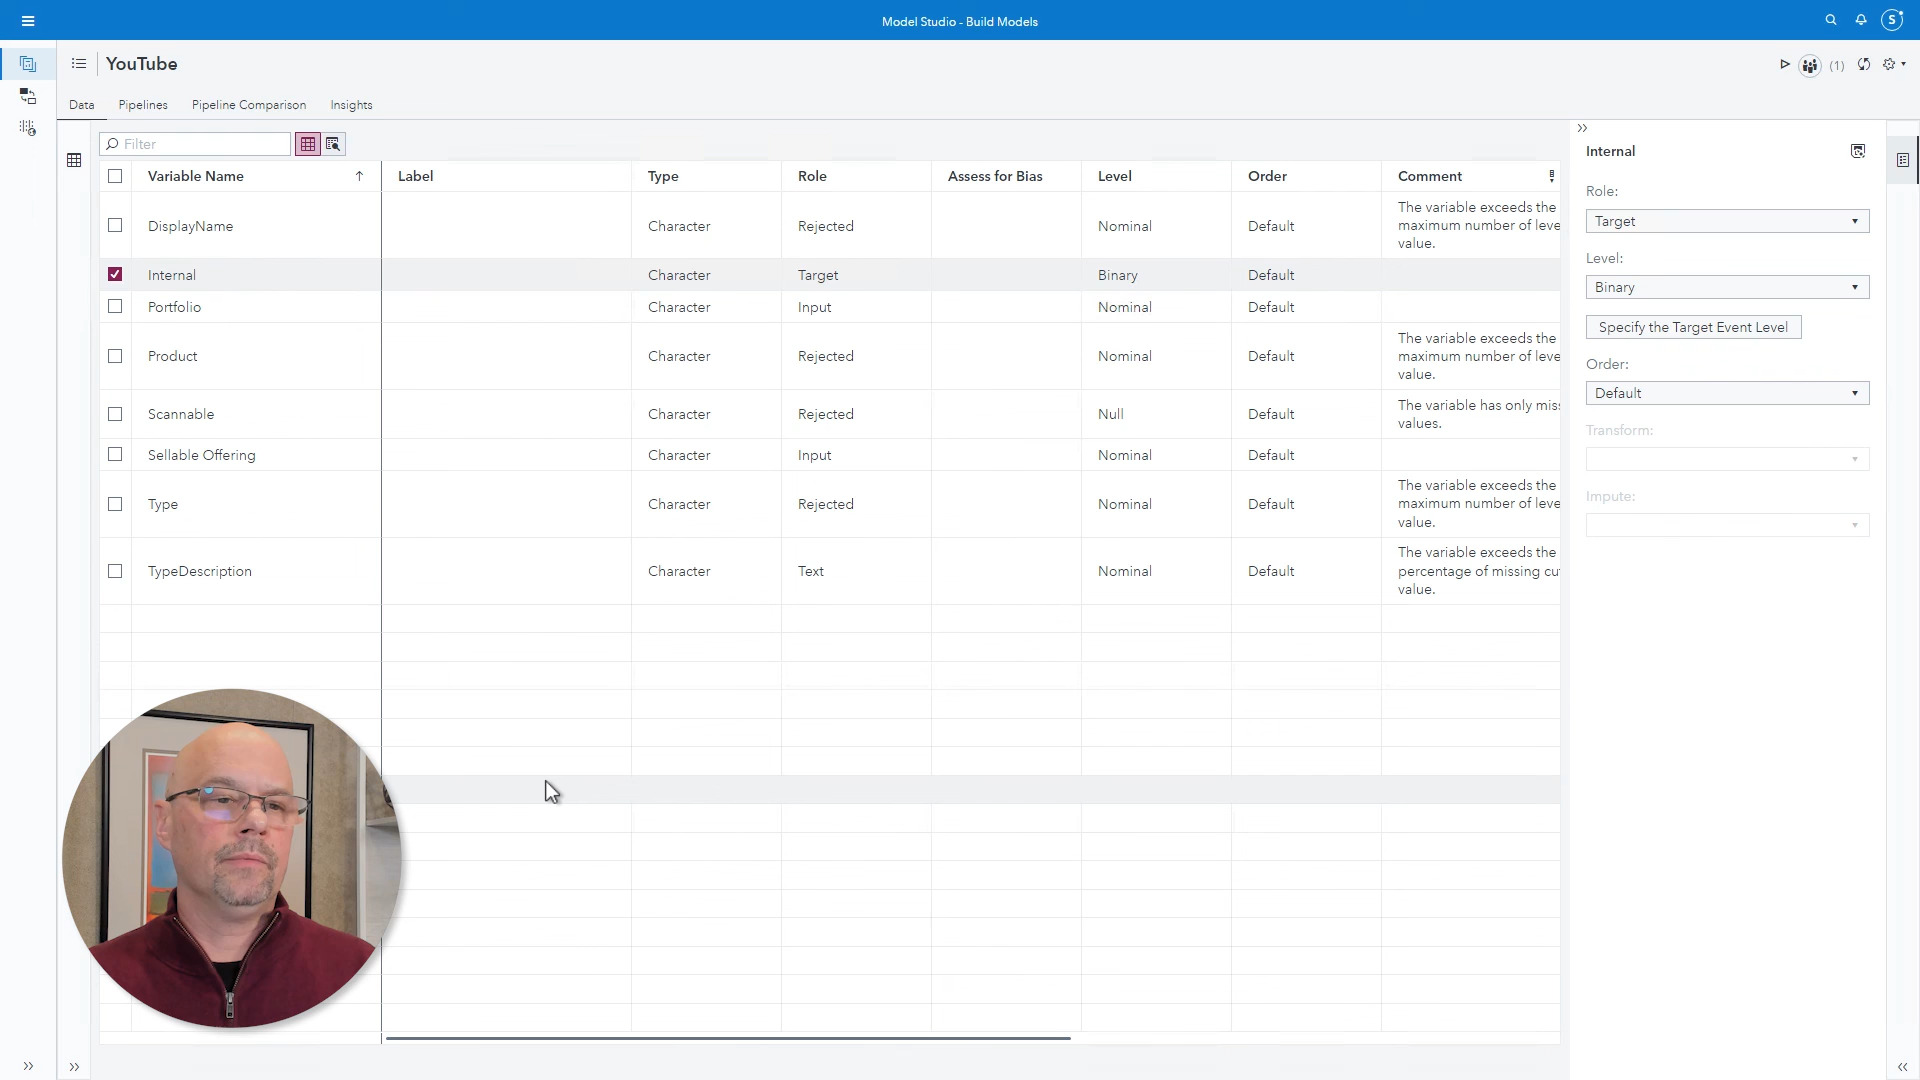 Model Studio - Build Models
S
YouTube
(1)
Data
Pipelines
Pipeline Comparison
Insights
Filter
Variable Name
Label
Type
Role
Assess for Bias
Level
Order
Comment
DisplayName
Character
Rejected
Nominal
Default
The variable exceeds the
maximum number of leve
value.
Internal
Character
Target
Binary
Default
Portfolio
Character
Input
Nominal
Default
Product
Character
Rejected
Nominal
Default
The variable exceeds the
maximum number of leve
value.
Scannable
Character
Rejected
Null
Default
The variable has only miss
values.
Sellable Offering
Character
Input
Nominal
Default
Type
Character
Rejected
Nominal
Default
The variable exceeds the
maximum number of leve
value.
TypeDescription
Character
Text
Nominal
Default
The variable exceeds the
percentage of missing cu
value.
Internal
Role:
Target
Level:
Binary
Specify the Target Event Level
Order:
Default
Transform:
Impute: